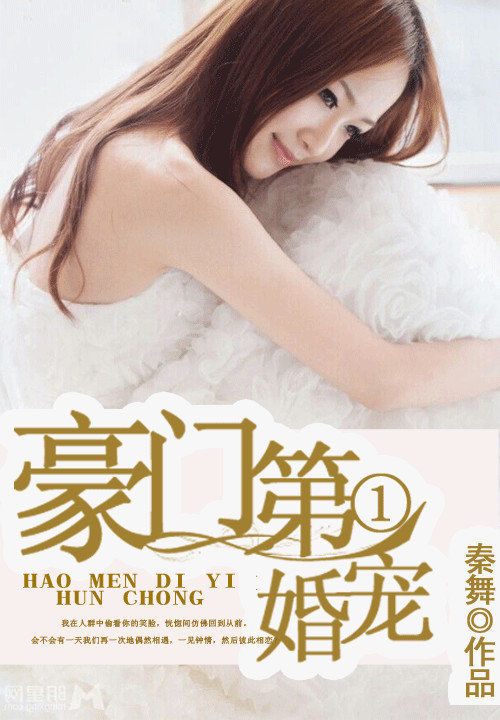 豪门第①
婚宠
HAO MEN DI YI
HUN CHONG
我在人群中偷看你的笑脸,恍惚间仿佛回到从前.
会不会有一天我们再一次地偶然相遇,一见钟情,然后彼此相恋
秦舞◎作品